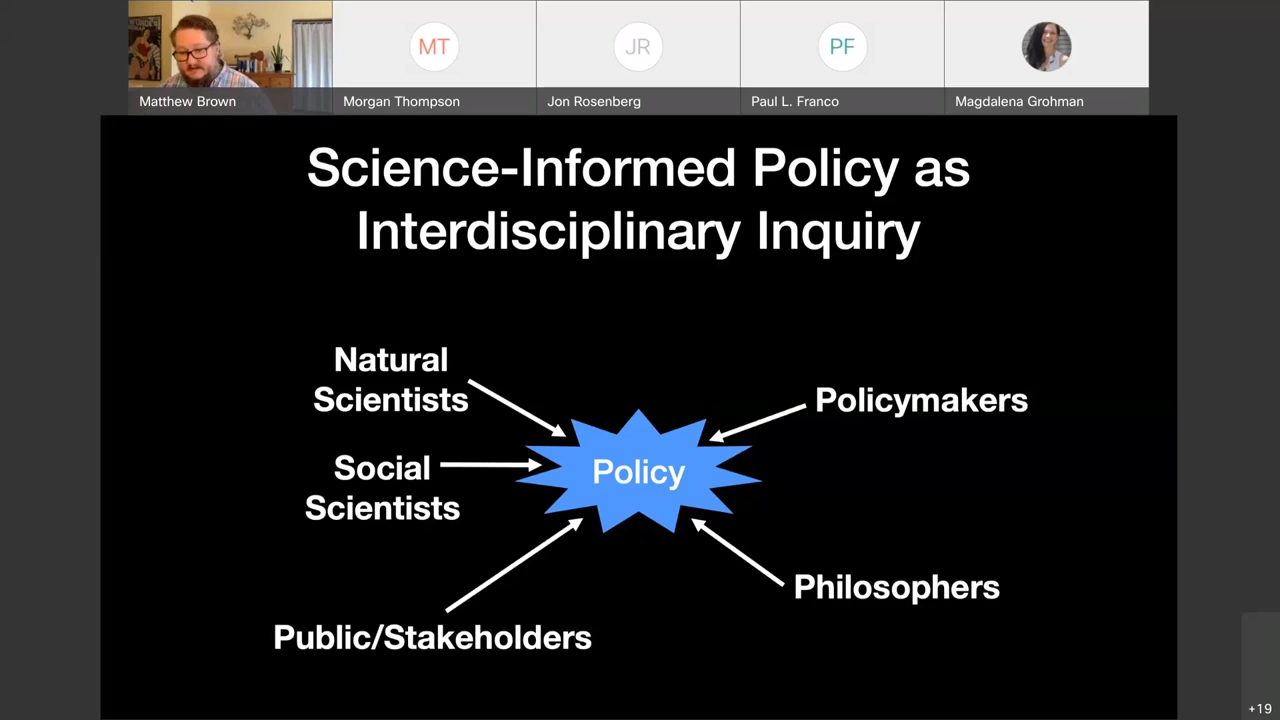 MT
JR
PF
Matthew Brown
Morgan Thompson
Jon Rosenberg
Paul L. Franco
Magdalena Grohman
Science-Informed Policy as
Interdisciplinary Inquiry
Natural
Scientists
Social
Scientists
Public/Stakeholders
Policy
Policymakers
Philosophers
+19